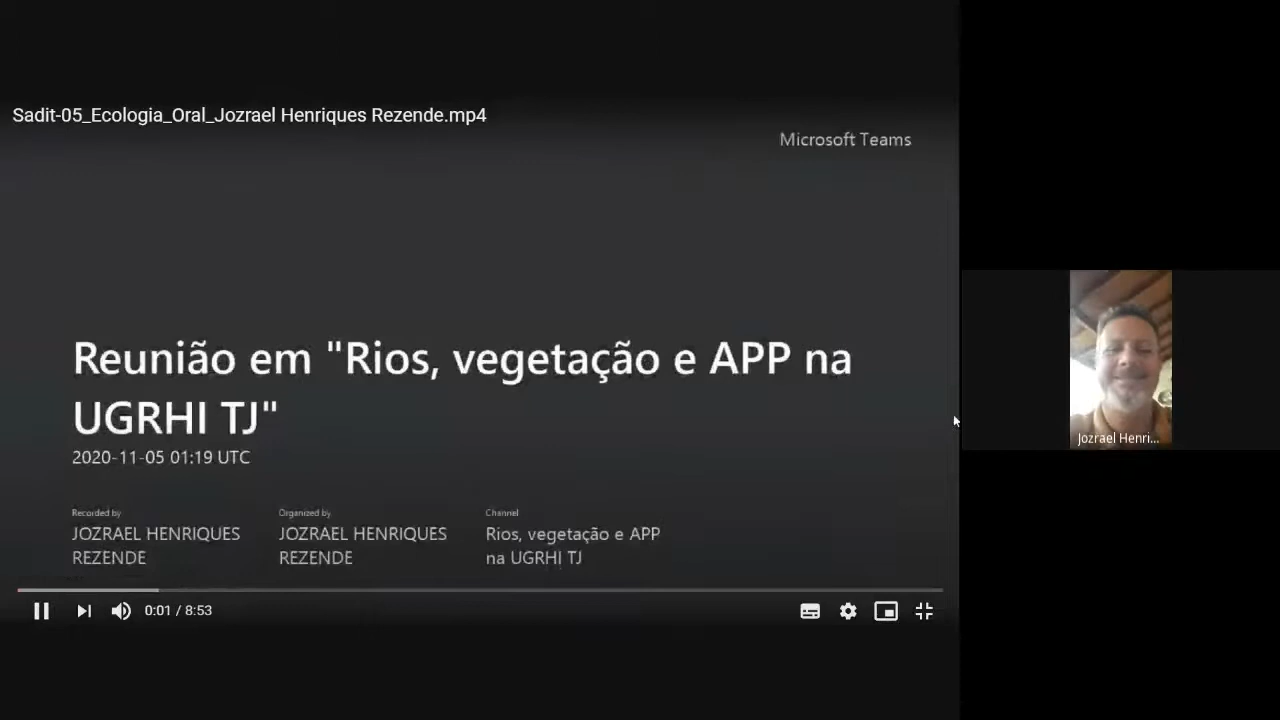 Sadit-05_Ecologia_Oral_Jozrael Henriques Rezende.mp4
Microsoft Teams
Reunião em "Rios, vegetação e APP na
UGRHI TJ"
2020-11-05 01:19 UTC
Recorded by
JOZRAEL HENRIQUES
REZENDE
Organized by
JOZRAEL HENRIQUES
REZENDE
Channel
Rios, vegetação e APP
na UGRHI TJ
0:01 / 8:53
Jozrael Henri...